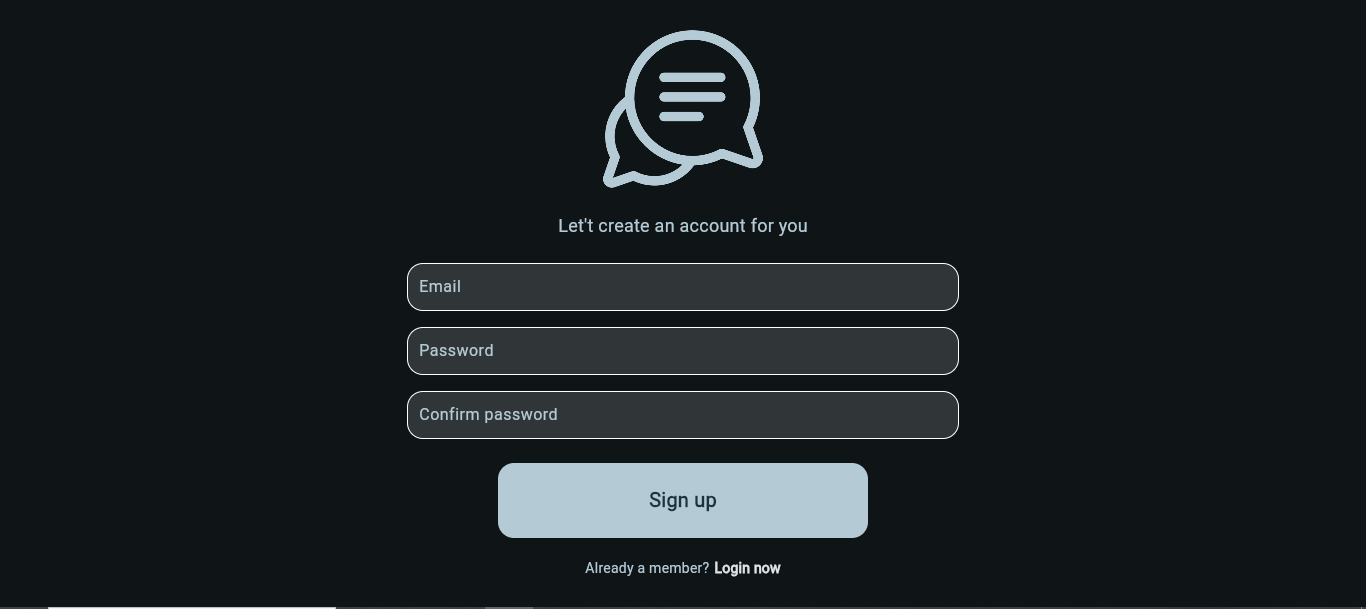 Let't create an account for you
Email
Password
Confirm password
Sign up
Already a member? Login now